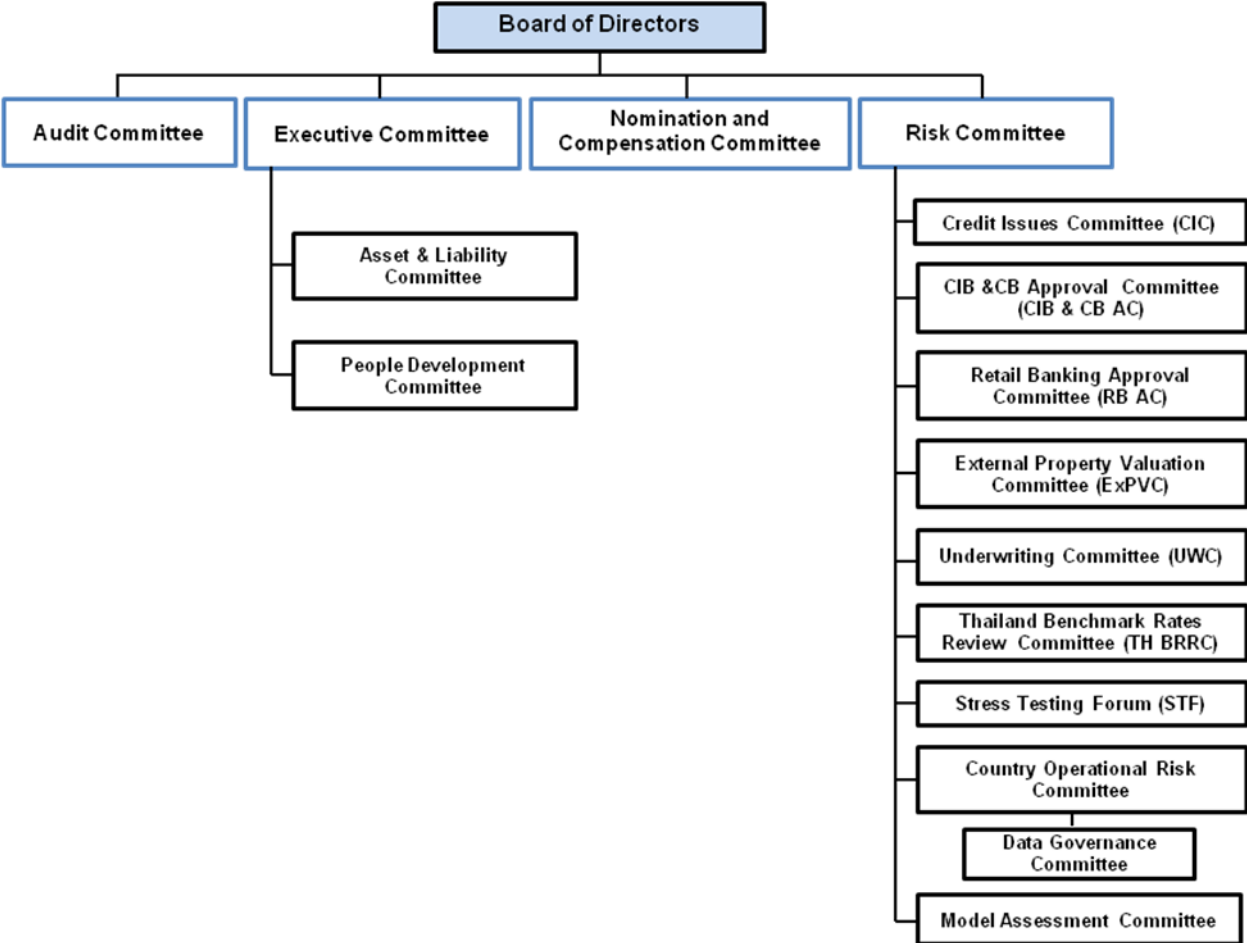 Board of Directors
Audit Committee
Executive Committee
Nomination and
Compensation Committee
Risk Committee
Asset & Liability
Committee
People Development
Committee
Credit Issues Committee (CIC)
CIB &CB Approval Committee
(CIB & CB AC)
Retail Banking Approval
Committee (RB AC)
External Property Valuation
Committee (ExPVC)
Underwriting Committee (UWC)
Thailand Benchmark Rates
Review Committee (TH BRRC)
Stress Testing Forum (STF)
Country Operational Risk
Committee
Data Governance
Committee
Model Assessment Committee